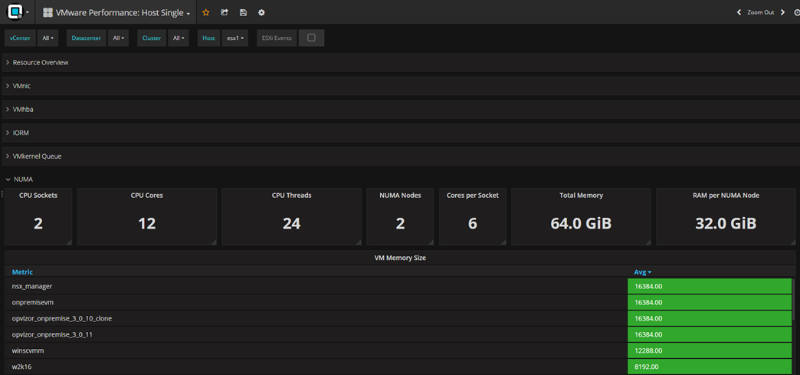 VMware Performance: Host Single
Zoom Out
vCenter All Datacenter All Cluster All Host esx1 ESXi Events
Resource Overview
VMnic
VMhba
IORM
VMkernel Queue
NUMA
CPU Sockets CPU Cores CPU Threads NUMA Nodes Cores per Socket Total Memory RAM per NUMA Node
2 12 24 2 6 64.0 GiB 32.0 GiB
VM Memory Size
Metric Avg
nsx_manager 16384.00
onpremisevm 16384.00
opvizor_onpremise_3_0_10_clone 16384.00
opvizor_onpremise_3_0_11 16384.00
winscvmm 12288.00
w2k16 8192.00